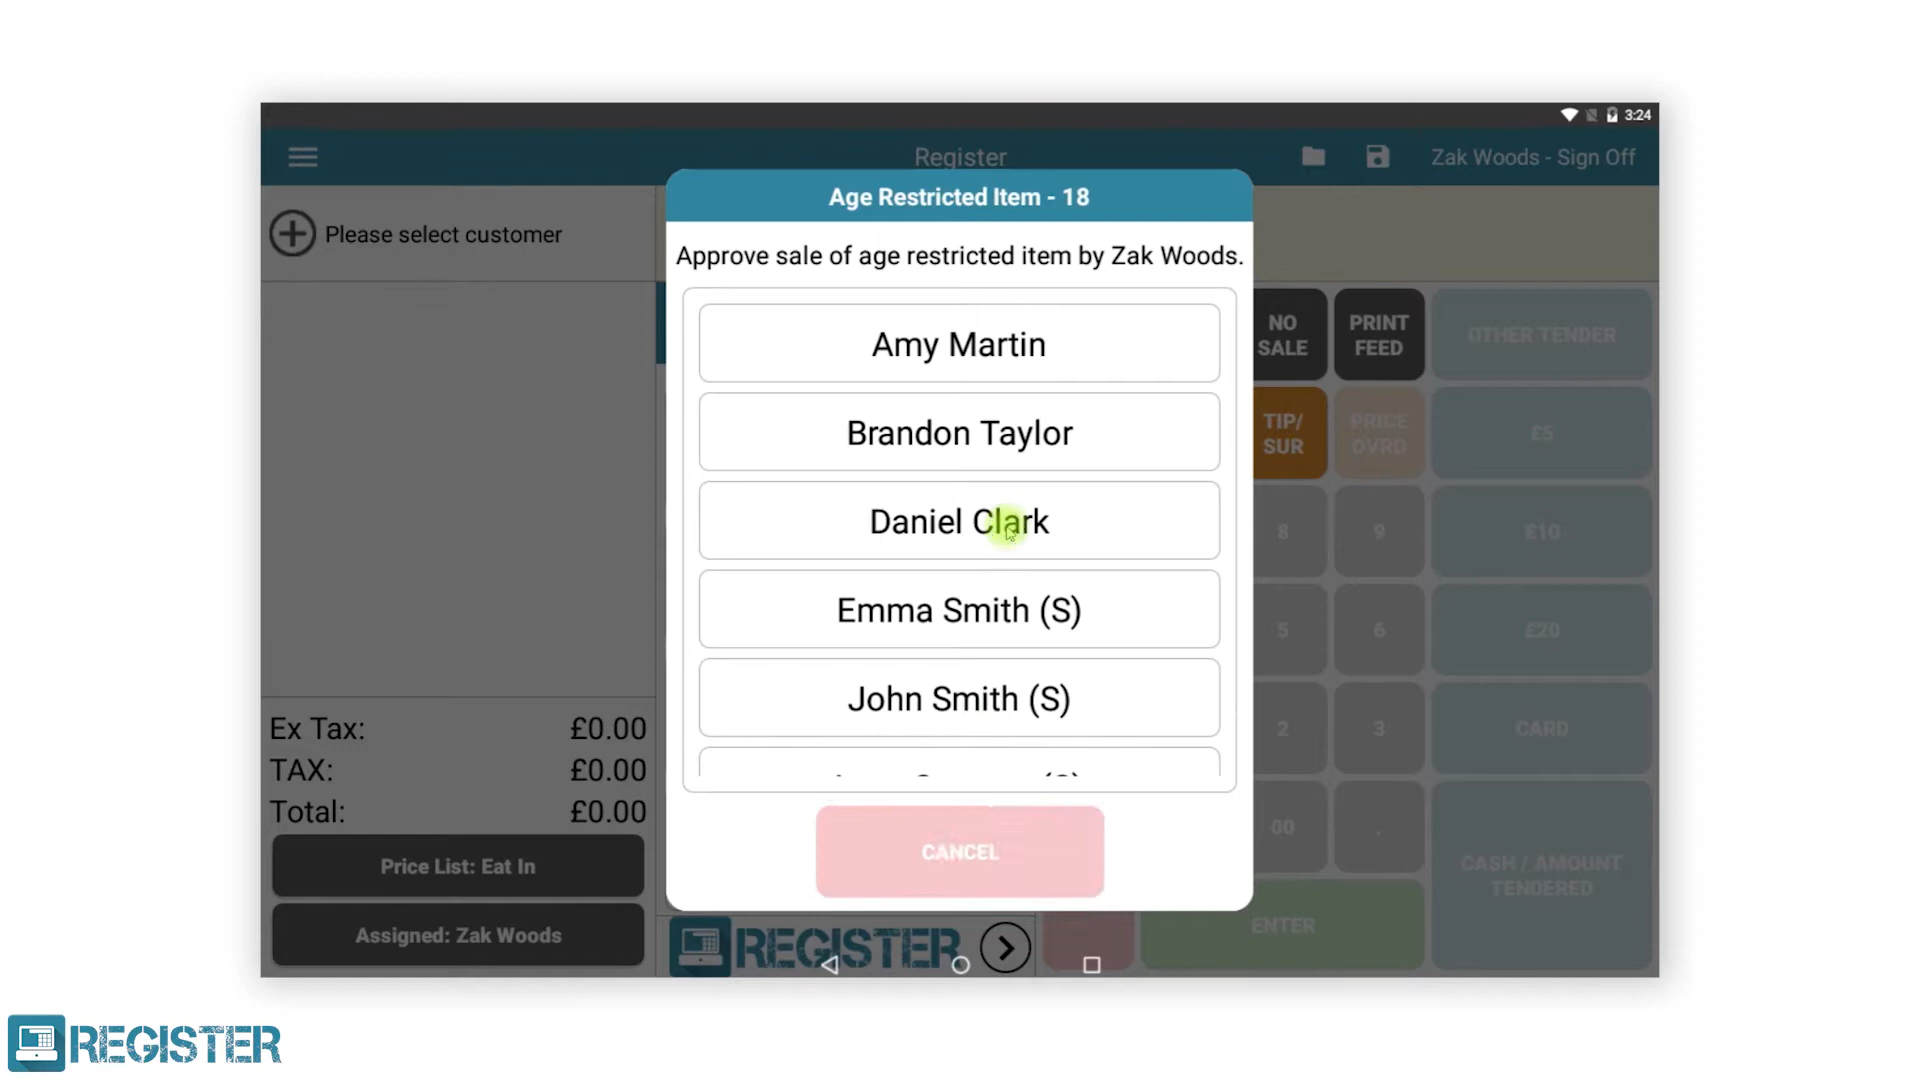 3:24
Register
Zak Woods - Sign Off
Please select customer
Age Restricted Item - 18
Approve sale of age restricted item by Zak Woods.
Amy Martin
Brandon Taylor
Daniel Clark
Emma Smith (S)
John Smith (S)
CANCEL
NO SALE
PRINT FEED
OTHER TENDER
TIP/ SUR
PRICE OVRD
£5
8
9
£10
5
6
£20
2
3
CARD
00
.
CASH / AMOUNT TENDERED
ENTER
Ex Tax: £0.00
TAX: £0.00
Total: £0.00
Price List: Eat In
Assigned: Zak Woods
REGISTER
REGISTER